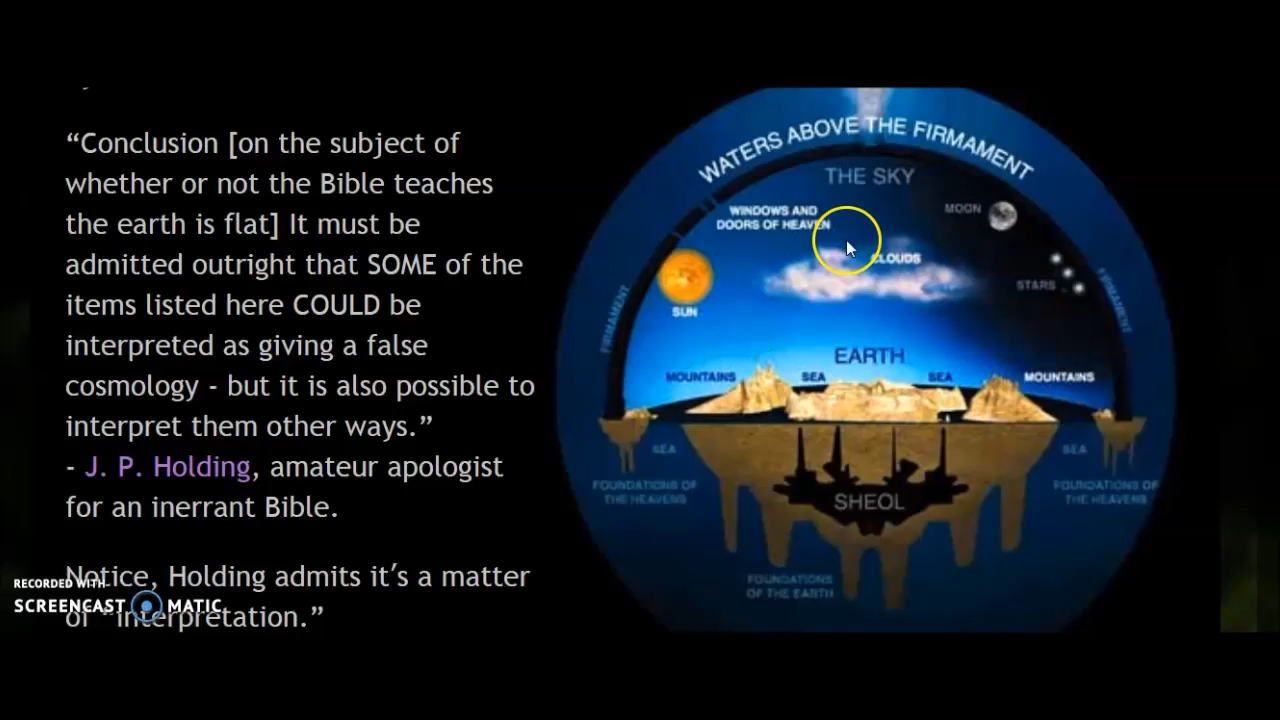 “Conclusion [on the subject of
whether or not the Bible teaches
the earth is flat] It must be
admitted outright that SOME of the
items listed here COULD be
interpreted as giving a false
cosmology - but it is also possible to
interpret them other ways.”
- J. P. Holding, amateur apologist
for an inerrant Bible.
Notice, Holding admits it’s a matter
of “interpretation.”
RECORDED WITH
SCREENCAST MATIC
WATERS ABOVE THE FIRMAMENT
THE SKY
WINDOWS AND
DOORS OF HEAVEN
MOON
CLOUDS
STARS
SUN
FIRMAMENT
FIRMAMENT
EARTH
MOUNTAINS
SEA
SEA
MOUNTAINS
SEA
SEA
FOUNDATIONS OF
THE HEAVENS
FOUNDATIONS OF
THE HEAVENS
SHEOL
FOUNDATIONS
OF THE EARTH